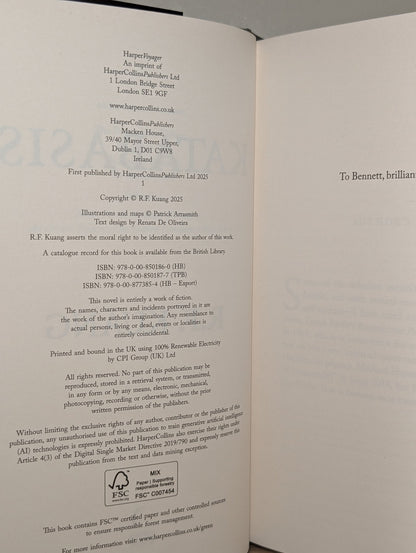 HarperVoyager
An imprint of
HarperCollinsPublishers Ltd
1 London Bridge Street
London SE1 9GF
www.harpercollins.co.uk
HarperCollinsPublishers
Macken House,
39/40 Mayor Street Upper,
Dublin 1, D01 C9W8
Ireland
First published by HarperCollinsPublishers Ltd 2025
1
Copyright © R.F. Kuang 2025
Illustrations and maps © Patrick Arrasmith
Text design by Renata De Oliveira
R.F. Kuang asserts the moral right to be identified as the author of this work.
A catalogue record for this book is available from the British Library.
ISBN: 978-0-00-850186-0 (HB)
ISBN: 978-0-00-850187-7 (TPB)
ISBN: 978-0-00-877385-4 (HB – Export)
This novel is entirely a work of fiction.
The names, characters and incidents portrayed in it are
the work of the author's imagination. Any resemblance to
actual persons, living or dead, events or localities is
entirely coincidental.
Printed and bound in the UK using 100% Renewable Electricity
by CPI Group (UK) Ltd
All rights reserved. No part of this publication may be
reproduced, stored in a retrieval system, or transmitted,
in any form or by any means, electronic, mechanical,
photocopying, recording or otherwise, without the prior
written permission of the publishers.
Without limiting the exclusive rights of any author, contributor or the publisher of this
publication, any unauthorised use of this publication to train generative artificial intelligence
(AI) technologies is expressly prohibited. HarperCollins also exercise their rights under
Article 4(3) of the Digital Single Market Directive 2019/790 and expressly reserve this
publication from the text and data mining exception.
FSC
www.fsc.org
MIX
Paper | Supporting
responsible forestry
FSC™ C007454
This book contains FSC™ certified paper and other controlled sources
to ensure responsible forest management.
For more information visit: www.harpercollins.co.uk/green
To Bennett, brillian